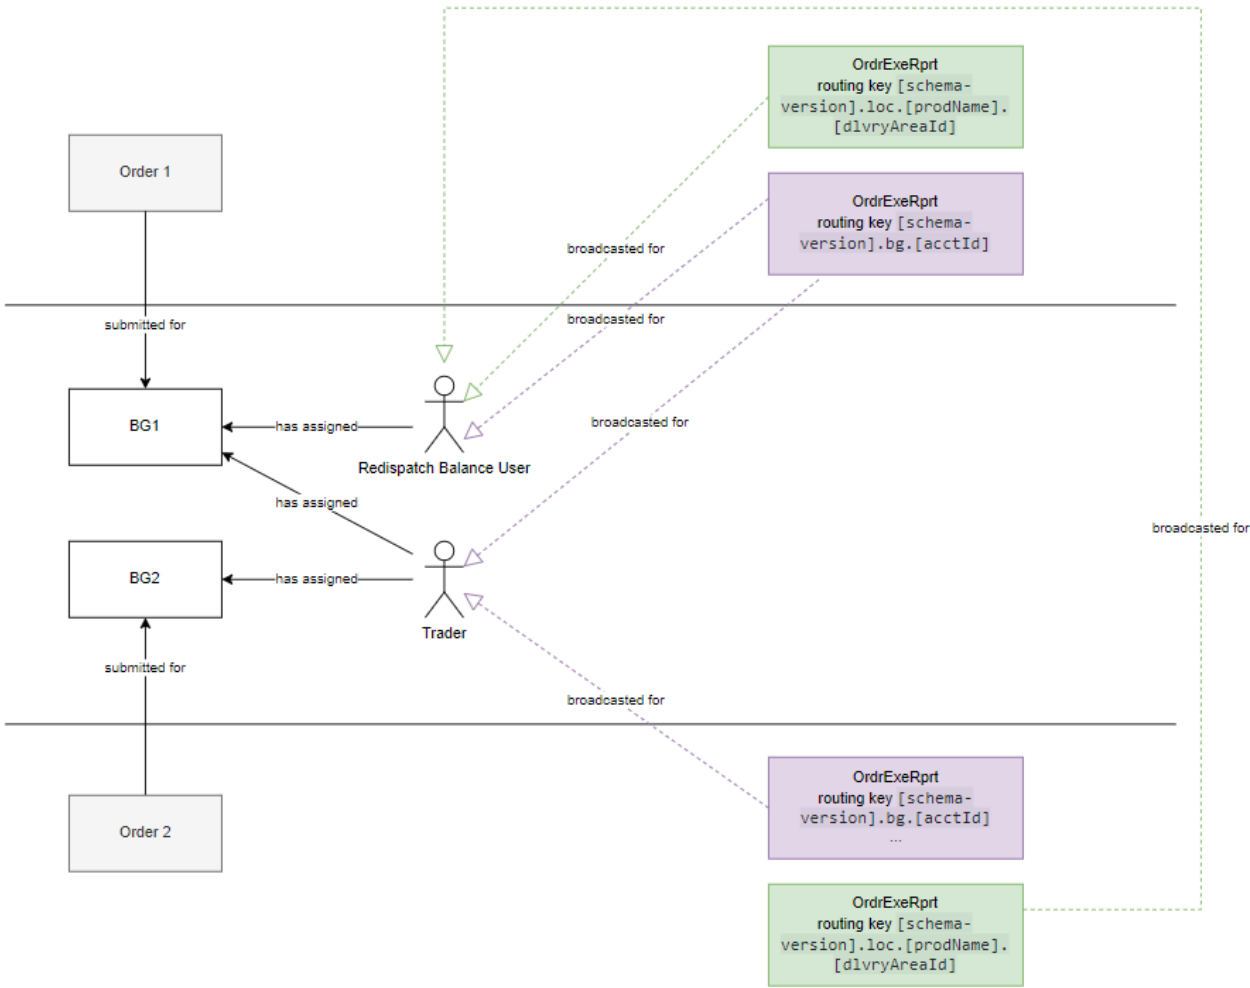 OrdrExeRprt
routing key [schema-
version].loc.[prodName].
[dlvryAreaId]
Order 1
OrdrExeRprt
routing key [schema-
version].bg.[acctId]
broadcasted for
submitted for
broadcasted for
BG1
has assigned
broadcasted for
Redispatch Balance User
has assigned
broadcasted for
BG2
has assigned
Trader
submitted for
broadcasted for
OrdrExeRprt
routing key [schema-
version].bg.[acctId]
...
Order 2
OrdrExeRprt
routing key [schema-
version].loc.[prodName].
[dlvryAreaId]